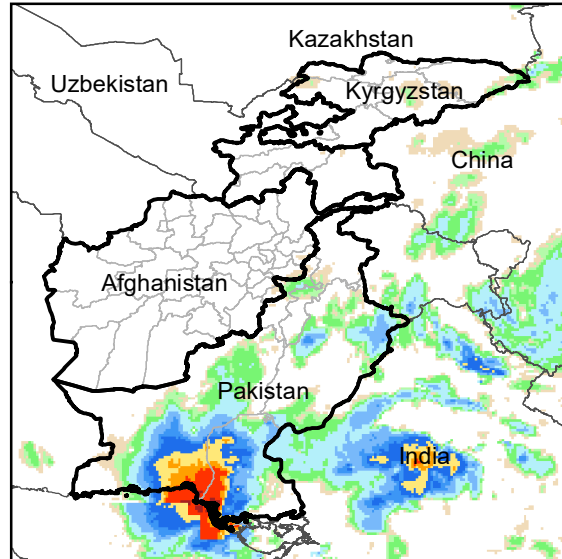 Kazakhstan
Uzbekistan
Kyrgyzstan
China
Afghanistan
Pakistan
India